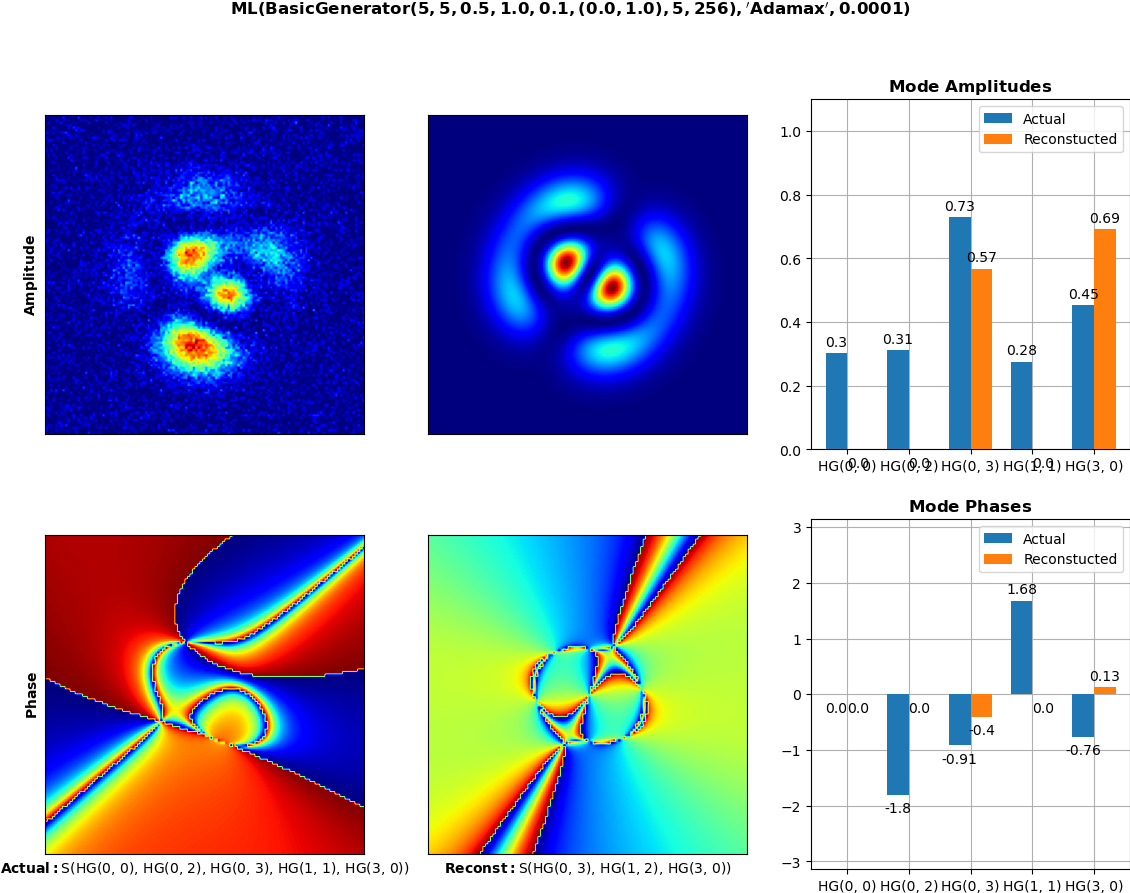 ML(BasicGenerator(5, 5, 0.5, 1.0, 0.1, (0.0, 1.0), 5, 256), 'Adamax', 0.0001)
Amplitude
Mode Amplitudes
Actual
Reconstucted
1.0
0.8
0.6
0.4
0.2
0.0
0.3
0.0
0.31
0.0
0.73
0.57
0.28
0.0
0.45
0.69
HG(0, 0) HG(0, 2) HG(0, 3) HG(1, 1) HG(3, 0)
Phase
Mode Phases
Actual
Reconstucted
3
2
1
0
−1
−2
−3
0.0
0.0
-1.8
0.0
-0.91
-0.4
1.68
0.0
-0.76
0.13
HG(0, 0) HG(0, 2) HG(0, 3) HG(1, 1) HG(3, 0)
Actual: S(HG(0, 0), HG(0, 2), HG(0, 3), HG(1, 1), HG(3, 0))
Reconst: S(HG(0, 3), HG(1, 2), HG(3, 0))